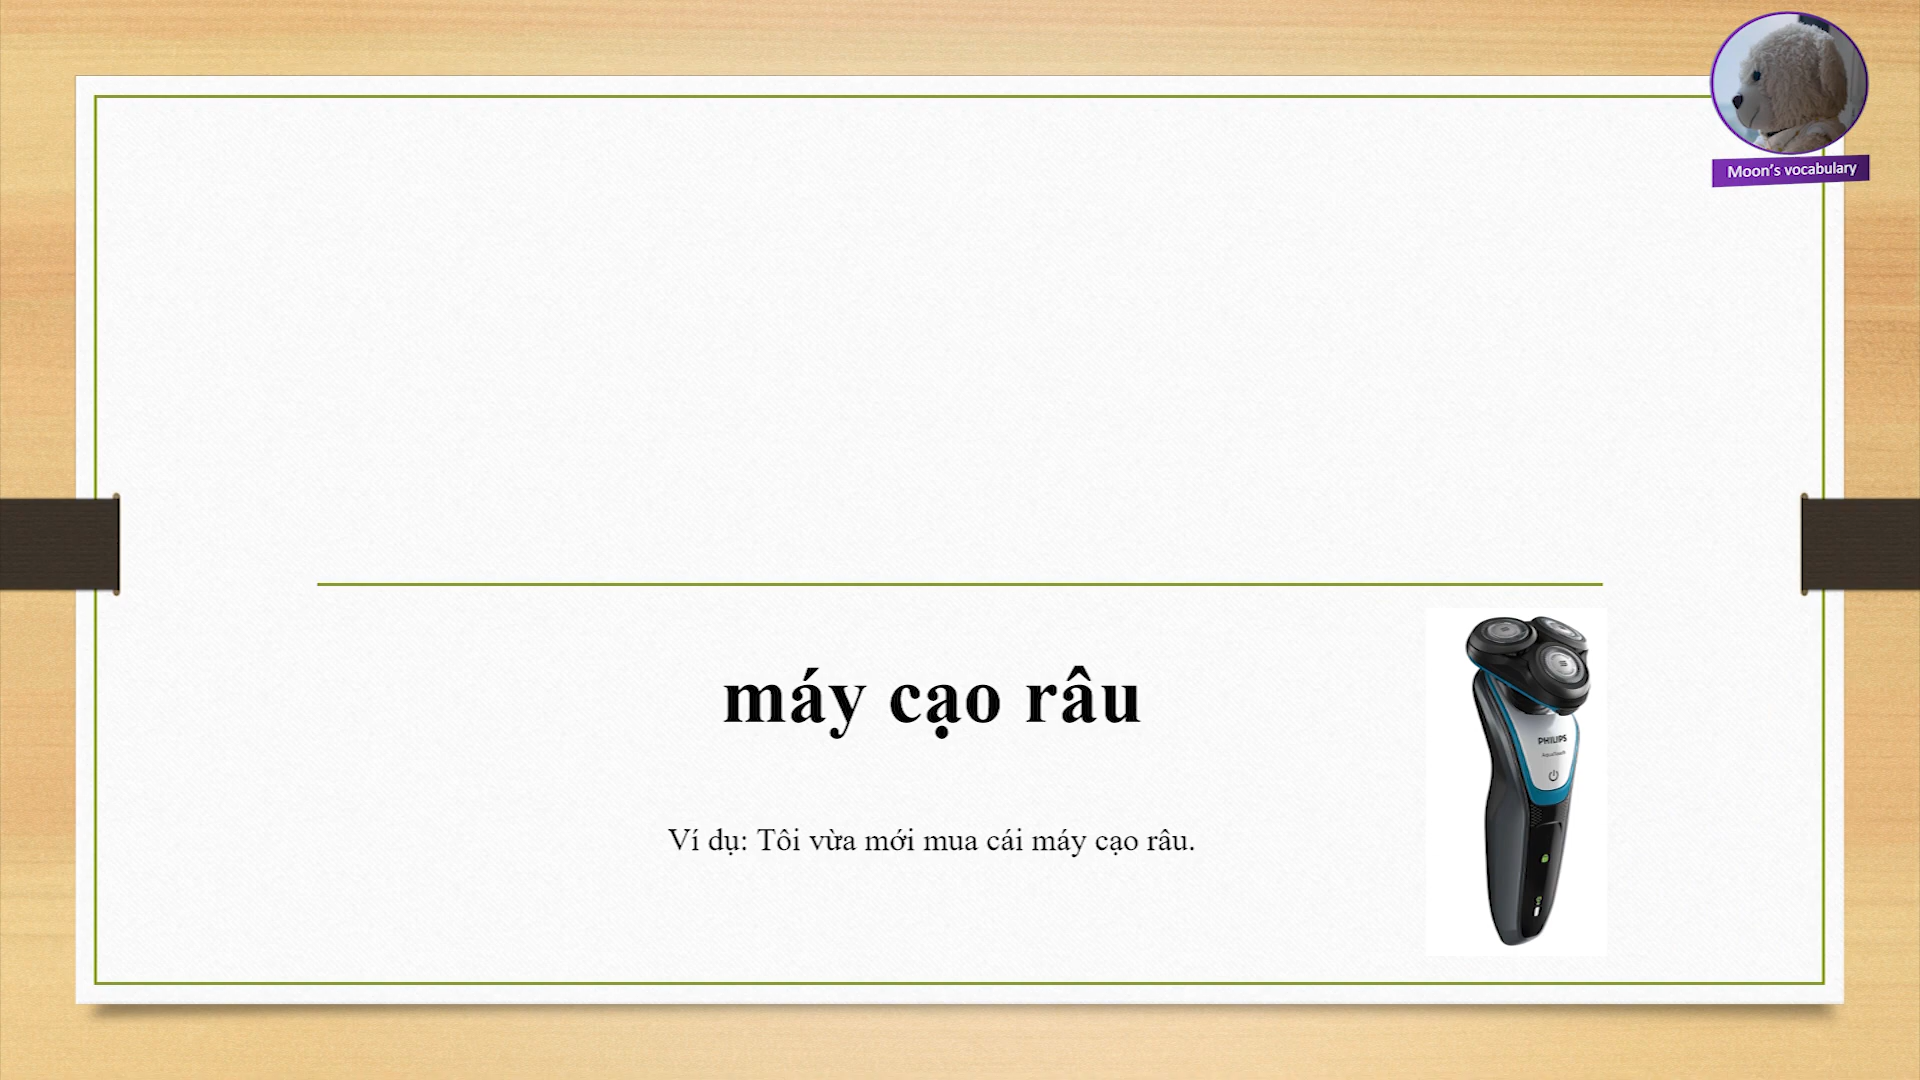 Moon's vocabulary
máy cạo râu
PHILIPS
Ví dụ: Tôi vừa mới mua cái máy cạo râu.